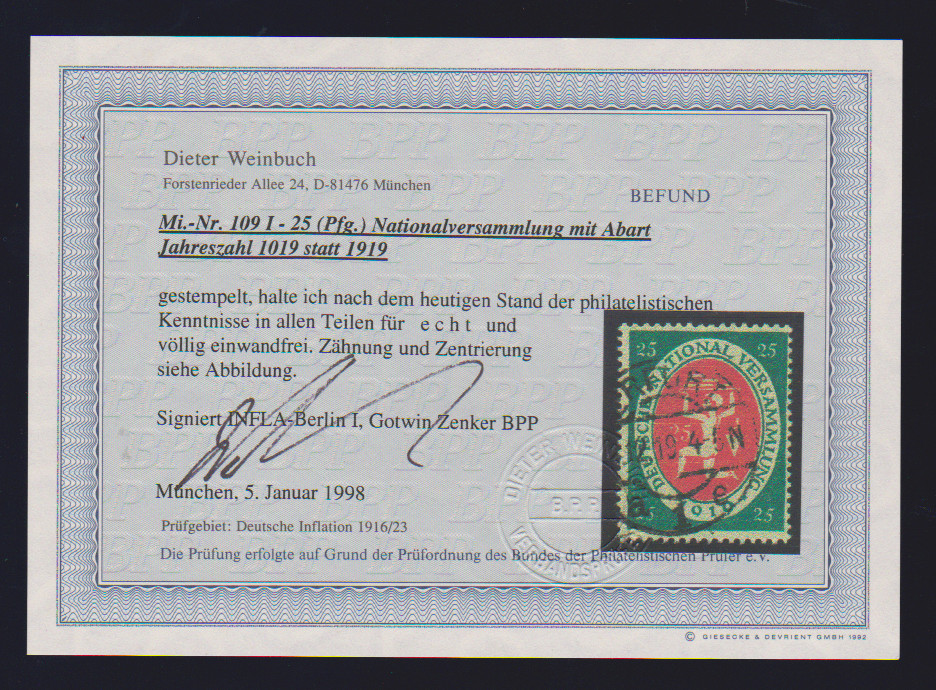 Dieter Weinbuch
Forstenrieder Allee 24, D-81476 München
BEFUND
Mi.-Nr. 109 I - 25 (Pfg.) Nationalversammlung mit Abart
Jahreszahl 1019 statt 1919
gestempelt, halte ich nach dem heutigen Stand der philatelistischen
Kenntnisse in allen Teilen für e c h t und
völlig einwandfrei. Zähnung und Zentrierung
siehe Abbildung.
Signiert INFLA-Berlin I, Gotwin Zenker BPP
München, 5. Januar 1998
Prüfgebiet: Deutsche Inflation 1916/23
Die Prüfung erfolgte auf Grund der Prüfordnung des Bundes der Philatelistischen Prüfer e.V.
25 25
DEUTSCHE NATIONAL VERSAMMLUNG
1019
25 25
DIETER
B.P.P.
BPP
© GIESECKE & DEVRIENT GMBH 1992